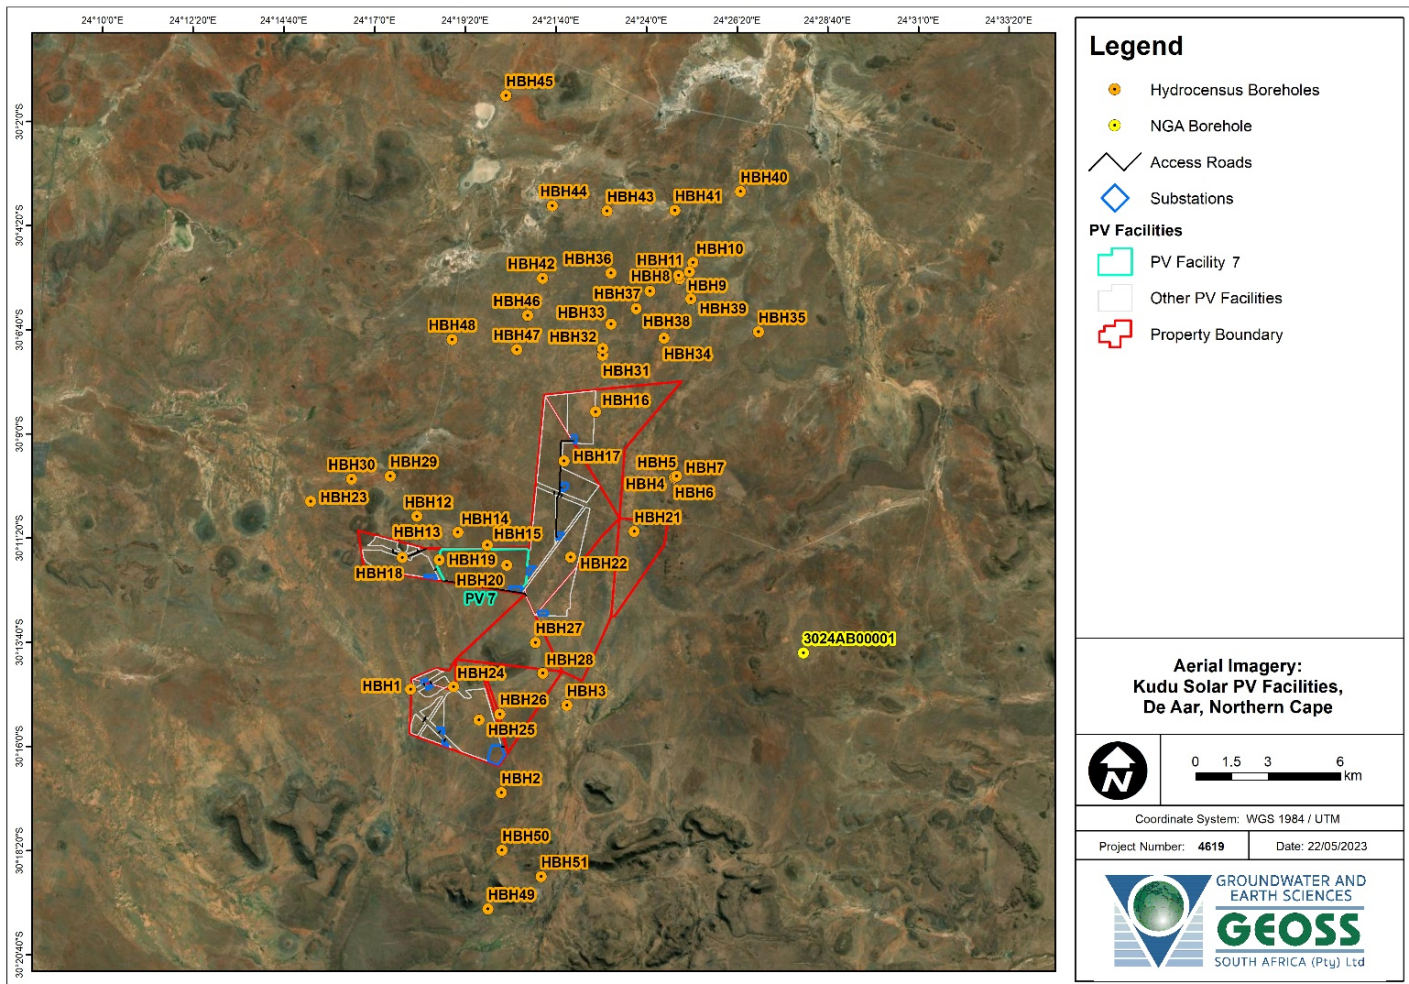 24°10'0"E
24°12'20"E
24°14'40"E
24°17'0"E
24°19'20"E
24°21'40"E
24°24'0"E
24°26'20"E
24°28'40"E
24°31'0"E
24°33'20"E
30°2'0"S
30°4'20"S
30°6'40"S
30°9'0"S
30°11'20"S
30°13'40"S
30°16'0"S
30°18'20"S
30°20'40"S
HBH45
HBH40
HBH44
HBH43
HBH41
HBH10
HBH11
HBH36
HBH42
HBH8
HBH9
HBH37
HBH46
HBH39
HBH33
HBH38
HBH35
HBH48
HBH47
HBH32
HBH34
HBH31
HBH16
HBH17
HBH5
HBH7
HBH30
HBH29
HBH4
HBH6
HBH23
HBH12
HBH21
HBH13
HBH14
HBH15
HBH19
HBH22
HBH18
HBH20
PV 7
HBH27
3024AB00001
HBH28
HBH24
HBH1
HBH3
HBH26
HBH25
HBH2
HBH50
HBH51
HBH49
Legend
Hydrocensus Boreholes
NGA Borehole
Access Roads
Substations
PV Facilities
PV Facility 7
Other PV Facilities
Property Boundary
Aerial Imagery:
Kudu Solar PV Facilities,
De Aar, Northern Cape
N
0 1.5 3 6
km
Coordinate System: WGS 1984 / UTM
Project Number: 4619
Date: 22/05/2023
GROUNDWATER AND
EARTH SCIENCES
GEOSS
SOUTH AFRICA (Pty) Ltd